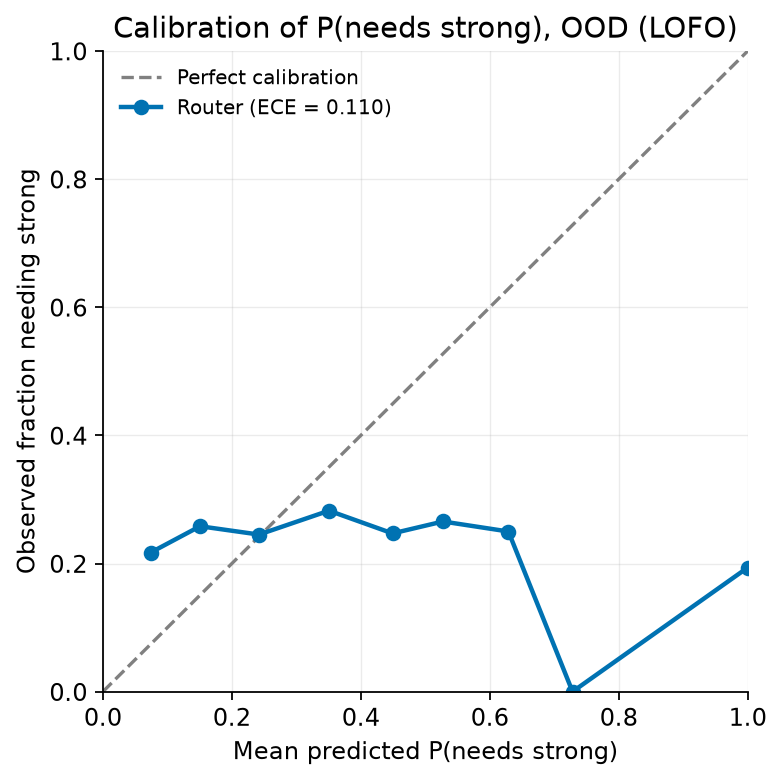 Calibration of P(needs strong), OOD (LOFO)
Perfect calibration
Router (ECE = 0.110)
Observed fraction needing strong
1.0
0.8
0.6
0.4
0.2
0.0
0.0 0.2 0.4 0.6 0.8 1.0
Mean predicted P(needs strong)